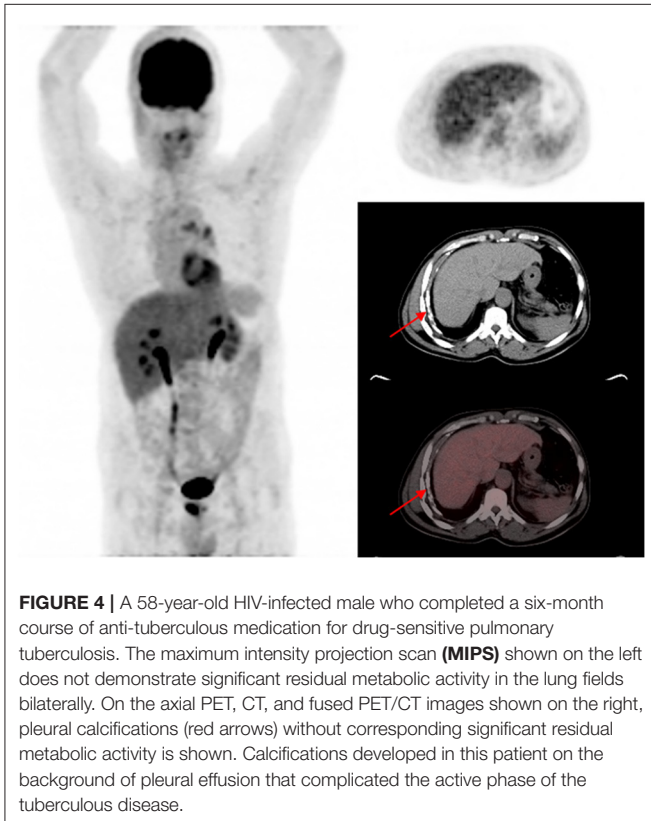 FIGURE 4 | A 58-year-old HIV-infected male who completed a six-month
course of anti-tuberculous medication for drug-sensitive pulmonary
tuberculosis. The maximum intensity projection scan (MIPS) shown on the left
does not demonstrate significant residual metabolic activity in the lung fields
bilaterally. On the axial PET, CT, and fused PET/CT images shown on the right,
pleural calcifications (red arrows) without corresponding significant residual
metabolic activity is shown. Calcifications developed in this patient on the
background of pleural effusion that complicated the active phase of the
tuberculous disease.